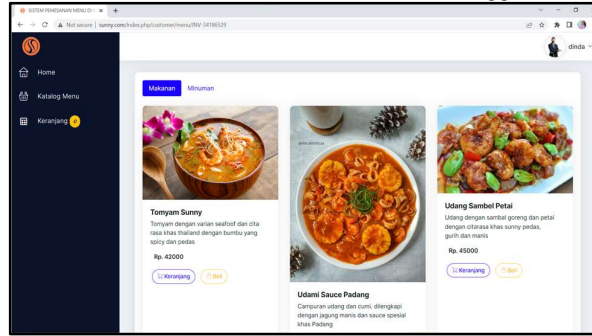 SISTEM PEMESANAN MENU DI
Not secure | sunny.com/index.php/customer/menu/INV-34186529
dinda
Home
Katalog Menu
Keranjang 0
Makanan Minuman
Tomyam Sunny
Tomyam dengan varian seafoof dan cita
rasa khas thailand dengan bumbu yang
spicy dan pedas
Rp. 42000
Keranjang Beli
Udami Sauce Padang
Campuran udang dan cumi. dilengkapi
dengan jagung manis dan sauce spesial
khas Padang
Udang Sambel Petai
Udang dengan sambal goreng dan petai
dengan citarasa khas sunny pedas,
gurih dan manis
Rp. 45000
Keranjang Beli